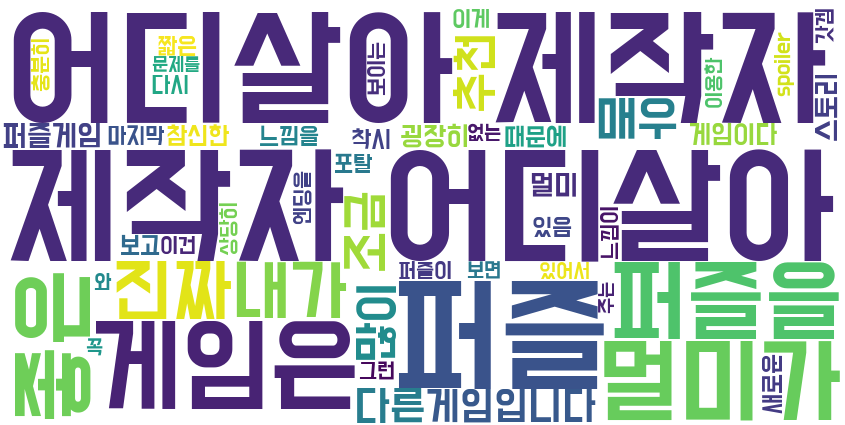 어디살아 제작자
충분히
짧은
문제를
다시
보이는
이게
추천
이용한
spoiler
갓겜
스토리
퍼즐게임 마지막 참신한 느낌을 착시 굉장히 없는 때문에 매우 게임이다
제작자 어디살아
포탈
멀미
있음
느낌이
엔딩을
상당히
보고 이건
조금
퍼즐이 보면 있어서
주는
와
좋은
진짜 내가
많이
퍼즐
퍼즐을
꼭
게임은
그런
멀미가
새로운
다른 게임입니다